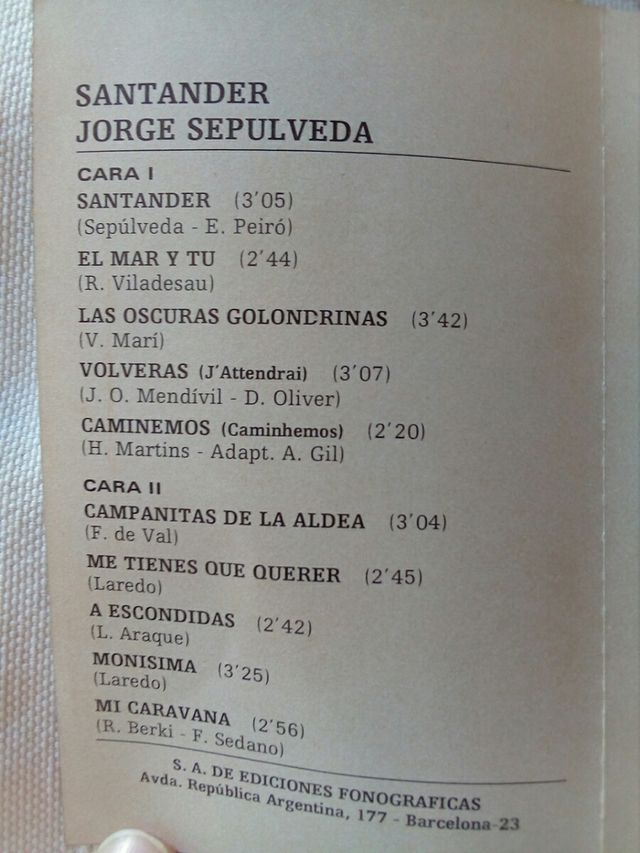 SANTANDER
JORGE SEPULVEDA
CARA I
SANTANDER (3'05)
(Sepúlveda - E. Peiró)
EL MAR Y TU (2'44)
(R. Viladesau)
LAS OSCURAS GOLONDRINAS (3'42)
(V. Marí)
VOLVERAS (J'Attendrai) (3'07)
(J. O. Mendívil - D. Oliver)
CAMINEMOS (Caminhemos) (2'20)
(H. Martins - Adapt. A. Gil)
CARA II
CAMPANITAS DE LA ALDEA (3'04)
(F. de Val)
ME TIENES QUE QUERER (2'45)
(Laredo)
A ESCONDIDAS (2'42)
(L. Araque)
MONISIMA (3'25)
(Laredo)
MI CARAVANA (2'56)
(R. Berki - F. Sedano)
S. A. DE EDICIONES FONOGRAFICAS
Avda. República Argentina, 177 - Barcelona-23